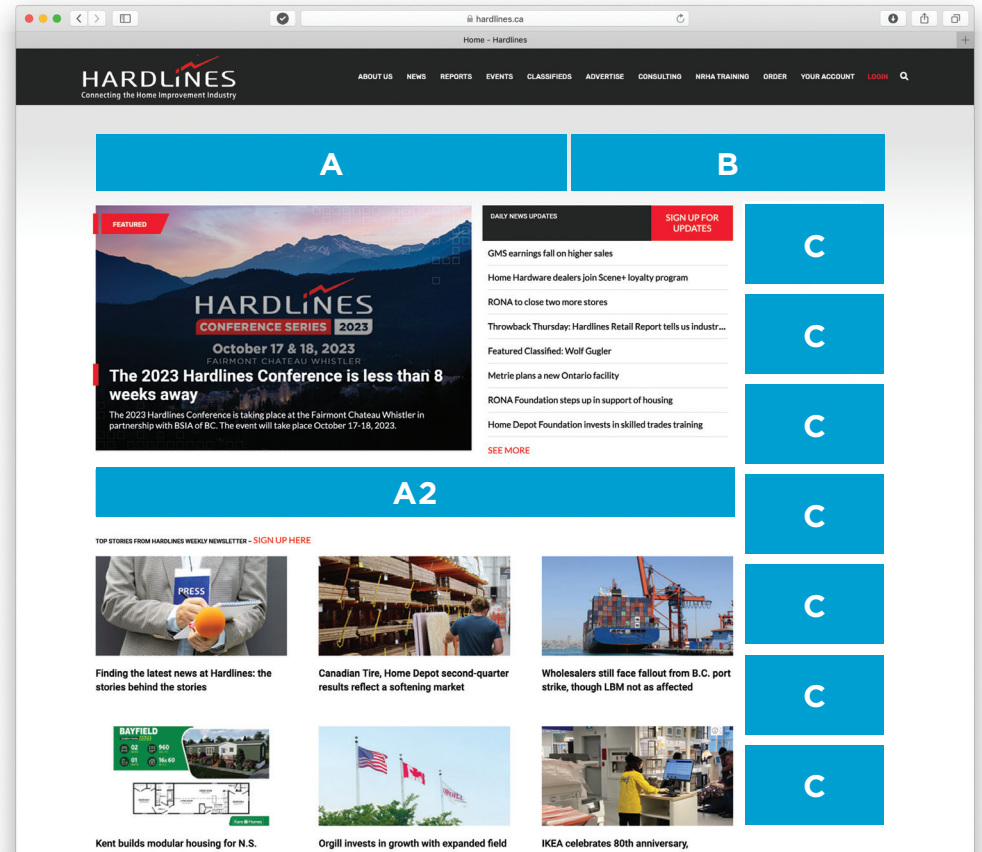 hardlines.ca
Home - Hardlines
HARDLINES
Connecting the Home Improvement Industry
ABOUT US NEWS REPORTS EVENTS CLASSIFIEDS ADVERTISE CONSULTING NRHA TRAINING ORDER YOUR ACCOUNT LOGIN
A
B
FEATURED
HARDLINES
CONFERENCE SERIES 2023
October 17 & 18, 2023
FAIRMONT CHATEAU WHISTLER
The 2023 Hardlines Conference is less than 8
weeks away
The 2023 Hardlines Conference is taking place at the Fairmont Chateau Whistler in
partnership with BSIA of BC. The event will take place October 17-18, 2023.
DAILY NEWS UPDATES
SIGN UP FOR
UPDATES
GMS earnings fall on higher sales
Home Hardware dealers join Scene+ loyalty program
RONA to close two more stores
Throwback Thursday: Hardlines Retail Report tells us industr...
Featured Classified: Wolf Gugler
Metrie plans a new Ontario facility
RONA Foundation steps up in support of housing
Home Depot Foundation invests in skilled trades training
SEE MORE
C
C
C
C
C
C
C
A2
TOP STORIES FROM HARDLINES WEEKLY NEWSLETTER – SIGN UP HERE
PRESS
Finding the latest news at Hardlines: the
stories behind the stories
Canadian Tire, Home Depot second-quarter
results reflect a softening market
Wholesalers still face fallout from B.C. port
strike, though LBM not as affected
BAYFIELD
02 960
01 16x60
Kent Homes
Kent builds modular housing for N.S.
Orgill invests in growth with expanded field
IKEA celebrates 80th anniversary,